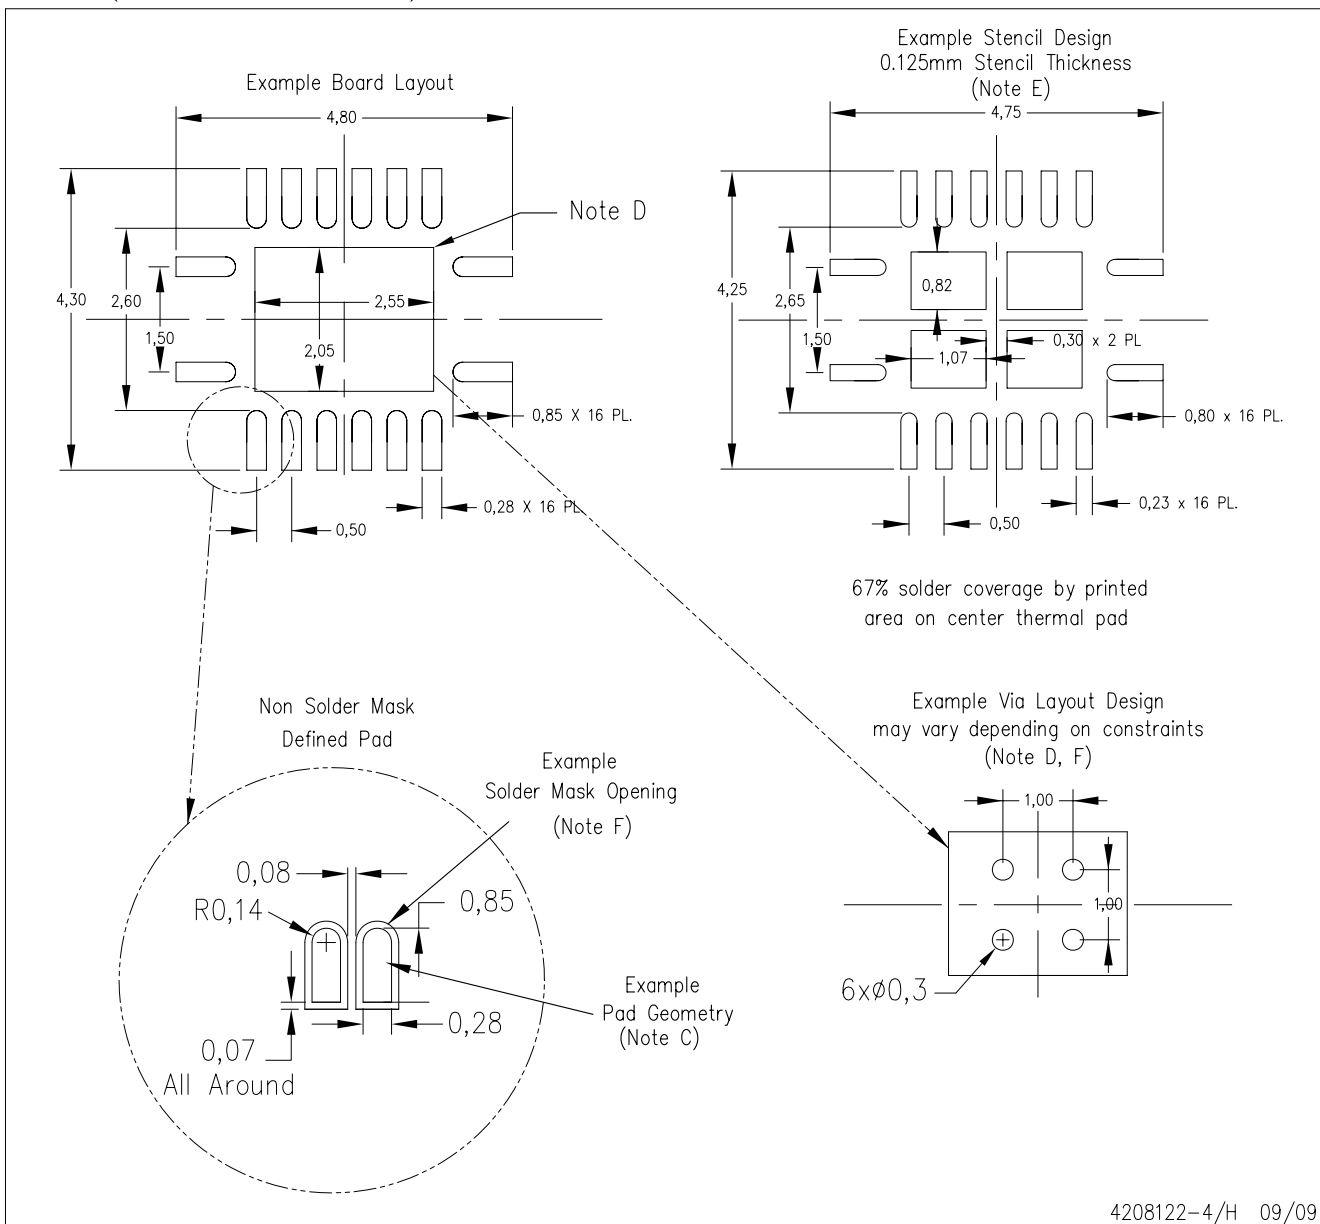 Example Board Layout
4,80
4,30
2,60
1,50
2,55
2,05
Note D
0,85 X 16 PL.
0,28 X 16 PL
0,50
Example Stencil Design
0.125mm Stencil Thickness
(Note E)
4,75
4,25
2,65
1,50
0,82
1,07
0,30 x 2 PL
0,80 x 16 PL.
0,23 x 16 PL.
0,50
67% solder coverage by printed
area on center thermal pad
Non Solder Mask
Defined Pad
Example
Solder Mask Opening
(Note F)
0,08
R0,14
0,85
0,28
0,07
All Around
Example
Pad Geometry
(Note C)
Example Via Layout Design
may vary depending on constraints
(Note D, F)
1,00
1,00
6xø0,3
4208122-4/H 09/09